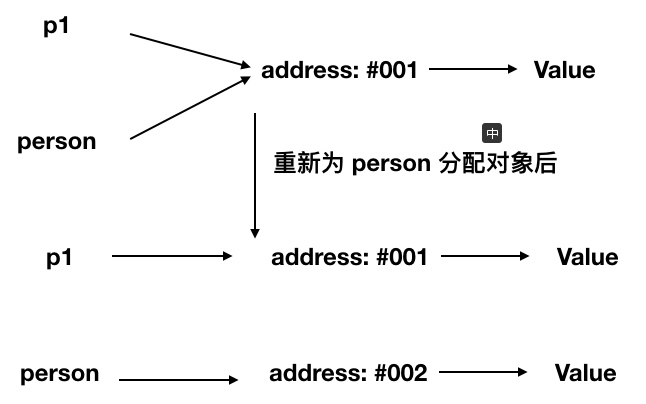 p1
address: #001
Value
person
中
重新为 person 分配对象后
p1
address: #001
Value
person
address: #002
Value